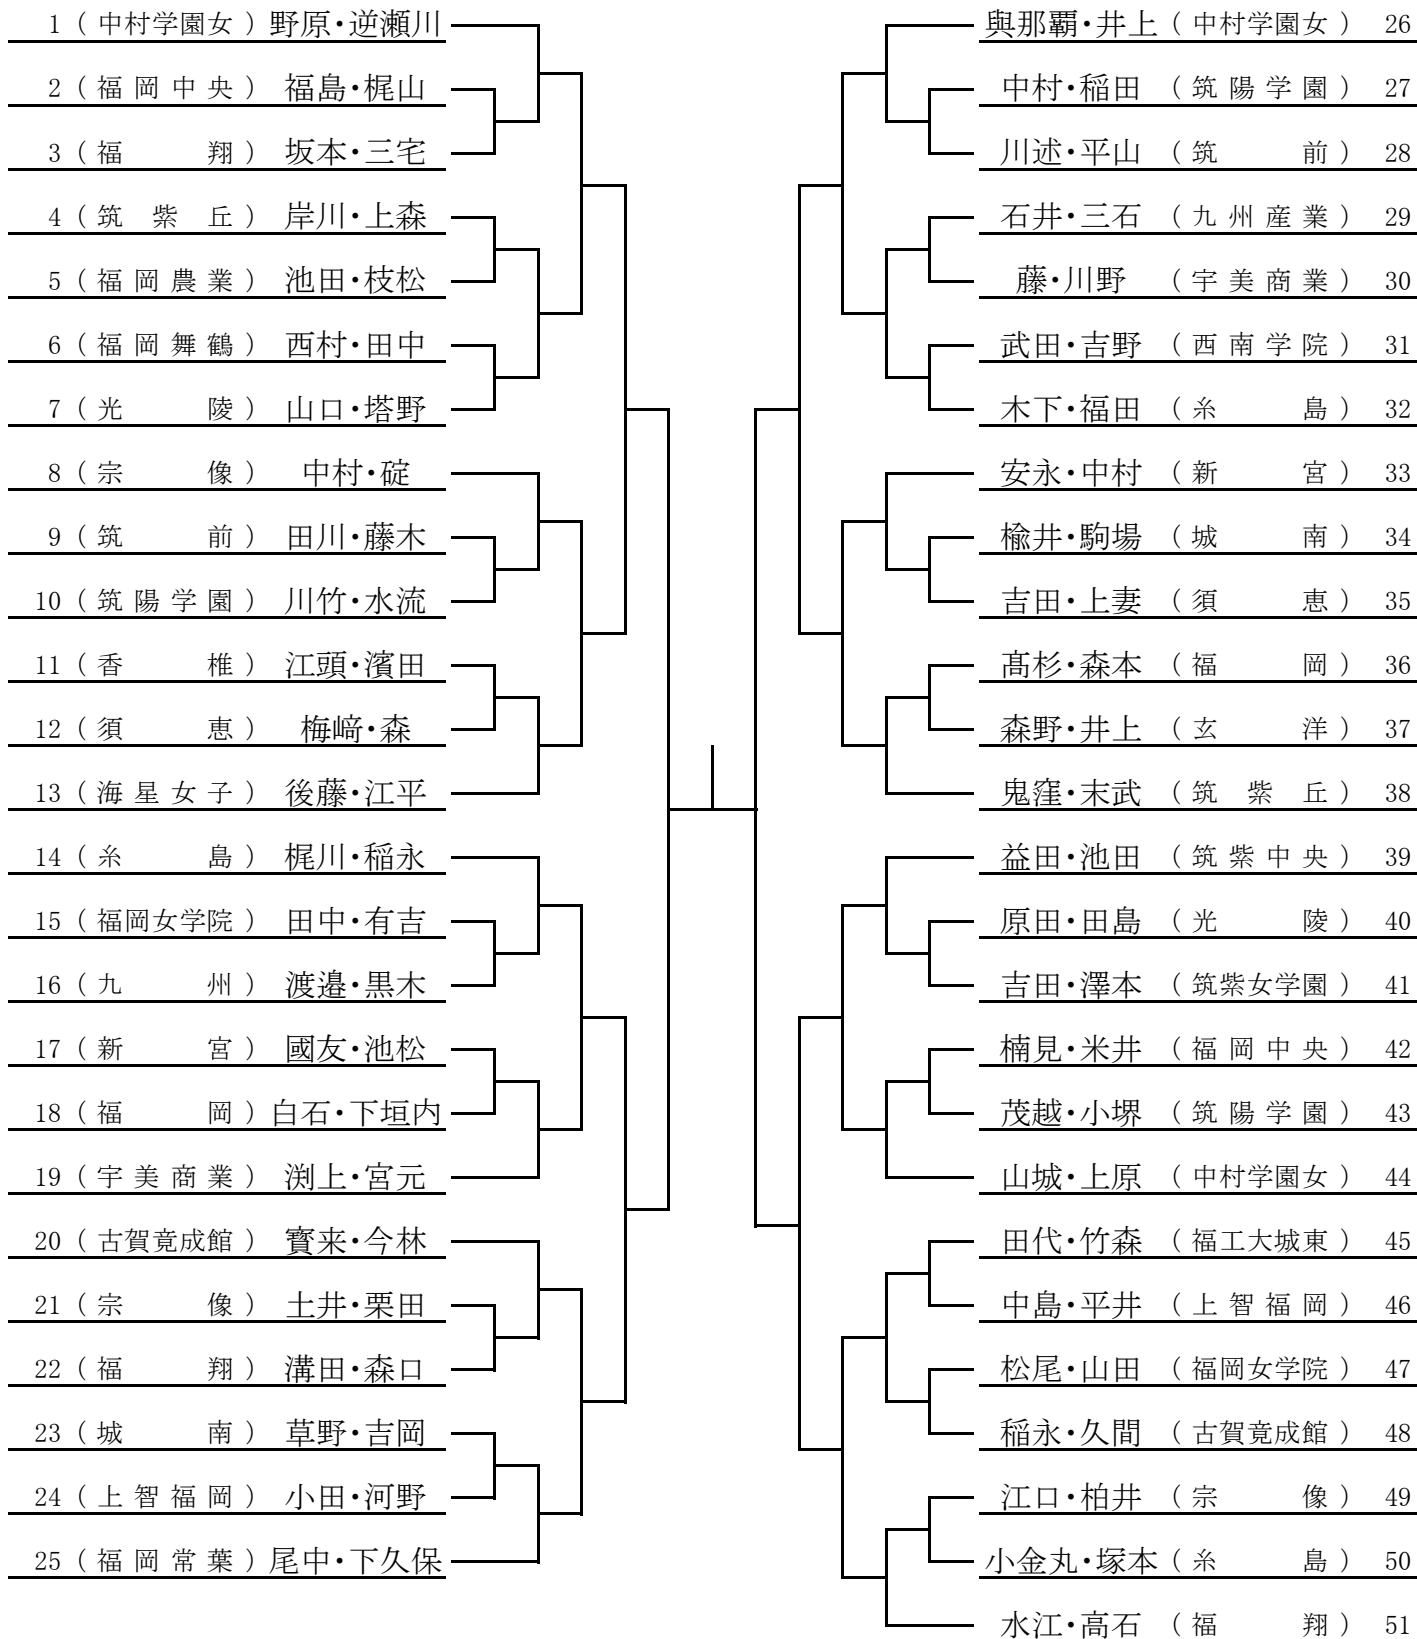 1 ( 中村学園女 ) 野原・逆瀬川
2 ( 福岡中央 ) 福島・梶山
3 ( 福翔 ) 坂本・三宅
4 ( 筑紫丘 ) 岸川・上森
5 ( 福岡農業 ) 池田・枝松
6 ( 福岡舞鶴 ) 西村・田中
7 ( 光陵 ) 山口・塔野
8 ( 宗像 ) 中村・碇
9 ( 筑前 ) 田川・藤木
10 ( 筑陽学園 ) 川竹・水流
11 ( 香椎 ) 江頭・濱田
12 ( 須恵 ) 梅﨑・森
13 ( 海星女子 ) 後藤・江平
14 ( 糸島 ) 梶川・稲永
15 ( 福岡女学院 ) 田中・有吉
16 ( 九州 ) 渡邉・黒木
17 ( 新宮 ) 國友・池松
18 ( 福岡 ) 白石・下垣内
19 ( 宇美商業 ) 渕上・宮元
20 ( 古賀竟成館 ) 寳来・今林
21 ( 宗像 ) 土井・栗田
22 ( 福翔 ) 溝田・森口
23 ( 城南 ) 草野・吉岡
24 ( 上智福岡 ) 小田・河野
25 ( 福岡常葉 ) 尾中・下久保
與那覇・井上 ( 中村学園女 ) 26
中村・稲田 ( 筑陽学園 ) 27
川述・平山 ( 筑前 ) 28
石井・三石 ( 九州産業 ) 29
藤・川野 ( 宇美商業 ) 30
武田・吉野 ( 西南学院 ) 31
木下・福田 ( 糸島 ) 32
安永・中村 ( 新宮 ) 33
楡井・駒場 ( 城南 ) 34
吉田・上妻 ( 須恵 ) 35
髙杉・森本 ( 福岡 ) 36
森野・井上 ( 玄洋 ) 37
鬼窪・末武 ( 筑紫丘 ) 38
益田・池田 ( 筑紫中央 ) 39
原田・田島 ( 光陵 ) 40
吉田・澤本 ( 筑紫女学園 ) 41
楠見・米井 ( 福岡中央 ) 42
茂越・小堺 ( 筑陽学園 ) 43
山城・上原 ( 中村学園女 ) 44
田代・竹森 ( 福工大城東 ) 45
中島・平井 ( 上智福岡 ) 46
松尾・山田 ( 福岡女学院 ) 47
稲永・久間 ( 古賀竟成館 ) 48
江口・柏井 ( 宗像 ) 49
小金丸・塚本 ( 糸島 ) 50
水江・高石 ( 福翔 ) 51